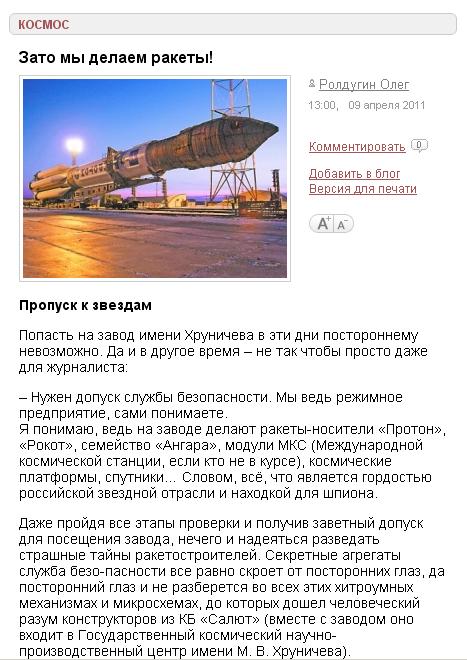 КОСМОС
Зато мы делаем ракеты!
Ролдугин Олег
13:00, 09 апреля 2011
Комментировать 0
Добавить в блог
Версия для печати
A+ A-
Пропуск к звездам
Попасть на завод имени Хруничева в эти дни постороннему
невозможно. Да и в другое время – не так чтобы просто даже
для журналиста:
– Нужен допуск службы безопасности. Мы ведь режимное
предприятие, сами понимаете.
Я понимаю, ведь на заводе делают ракеты-носители «Протон»,
«Рокот», семейство «Ангара», модули МКС (Международной
космической станции, если кто не в курсе), космические
платформы, спутники... Словом, всё, что является гордостью
российской звездной отрасли и находкой для шпиона.
Даже пройдя все этапы проверки и получив заветный допуск
для посещения завода, нечего и надеяться разведать
страшные тайны ракетостроителей. Секретные агрегаты
служба безо-пасности все равно скроет от посторонних глаз, да
посторонний глаз и не разберется во всех этих хитроумных
механизмах и микросхемах, до которых дошел человеческий
разум конструкторов из КБ «Салют» (вместе с заводом оно
входит в Государственный космический научно-
производственный центр имени М. В. Хруничева).